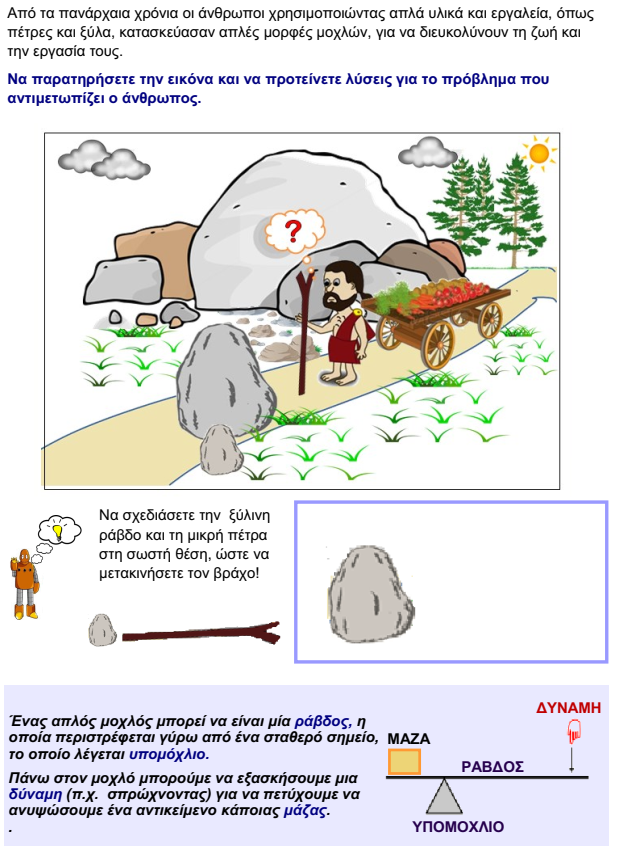 Από τα πανάρχαια χρόνια οι άνθρωποι χρησιμοποιώντας απλά υλικά και εργαλεία, όπως
πέτρες και ξύλα, κατασκεύασαν απλές μορφές μοχλών, για να διευκολύνουν τη ζωή και
την εργασία τους.
Να παρατηρήσετε την εικόνα και να προτείνετε λύσεις για το πρόβλημα που
αντιμετωπίζει ο άνθρωπος.
?
Να σχεδιάσετε την ξύλινη
ράβδο και τη μικρή πέτρα
στη σωστή θέση, ώστε να
μετακινήσετε τον βράχο!
Ένας απλός μοχλός μπορεί να είναι μία ράβδος, η
οποία περιστρέφεται γύρω από ένα σταθερό σημείο,
το οποίο λέγεται υπομόχλιο.
Πάνω στον μοχλό μπορούμε να εξασκήσουμε μια
δύναμη (π.χ. σπρώχνοντας) για να πετύχουμε να
ανυψώσουμε ένα αντικείμενο κάποιας μάζας.
.
ΔΥΝΑΜΗ
ΜΑΖΑ
ΡΑΒΔΟΣ
ΥΠΟΜΟΧΛΙΟ